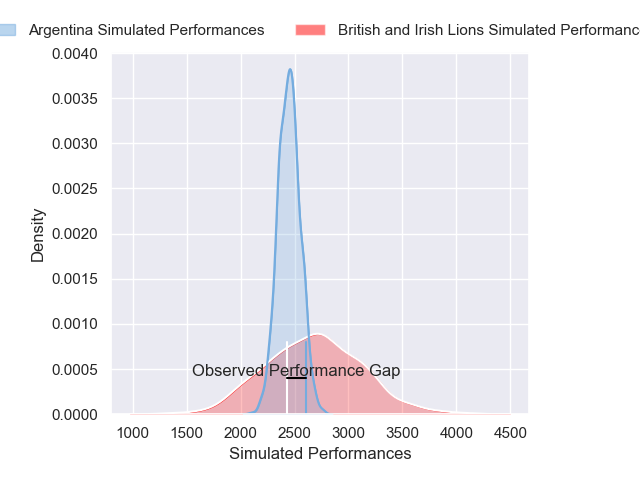 Argentina Simulated Performances
British and Irish Lions Simulated
0.0040
0.0035
0.0030
0.0025
0.0020
0.0015
0.0010
0.0005
0.0000
Density
Observed Performance Gap
1000 1500 2000 2500 3000 3500 4000 4500
Simulated Performances